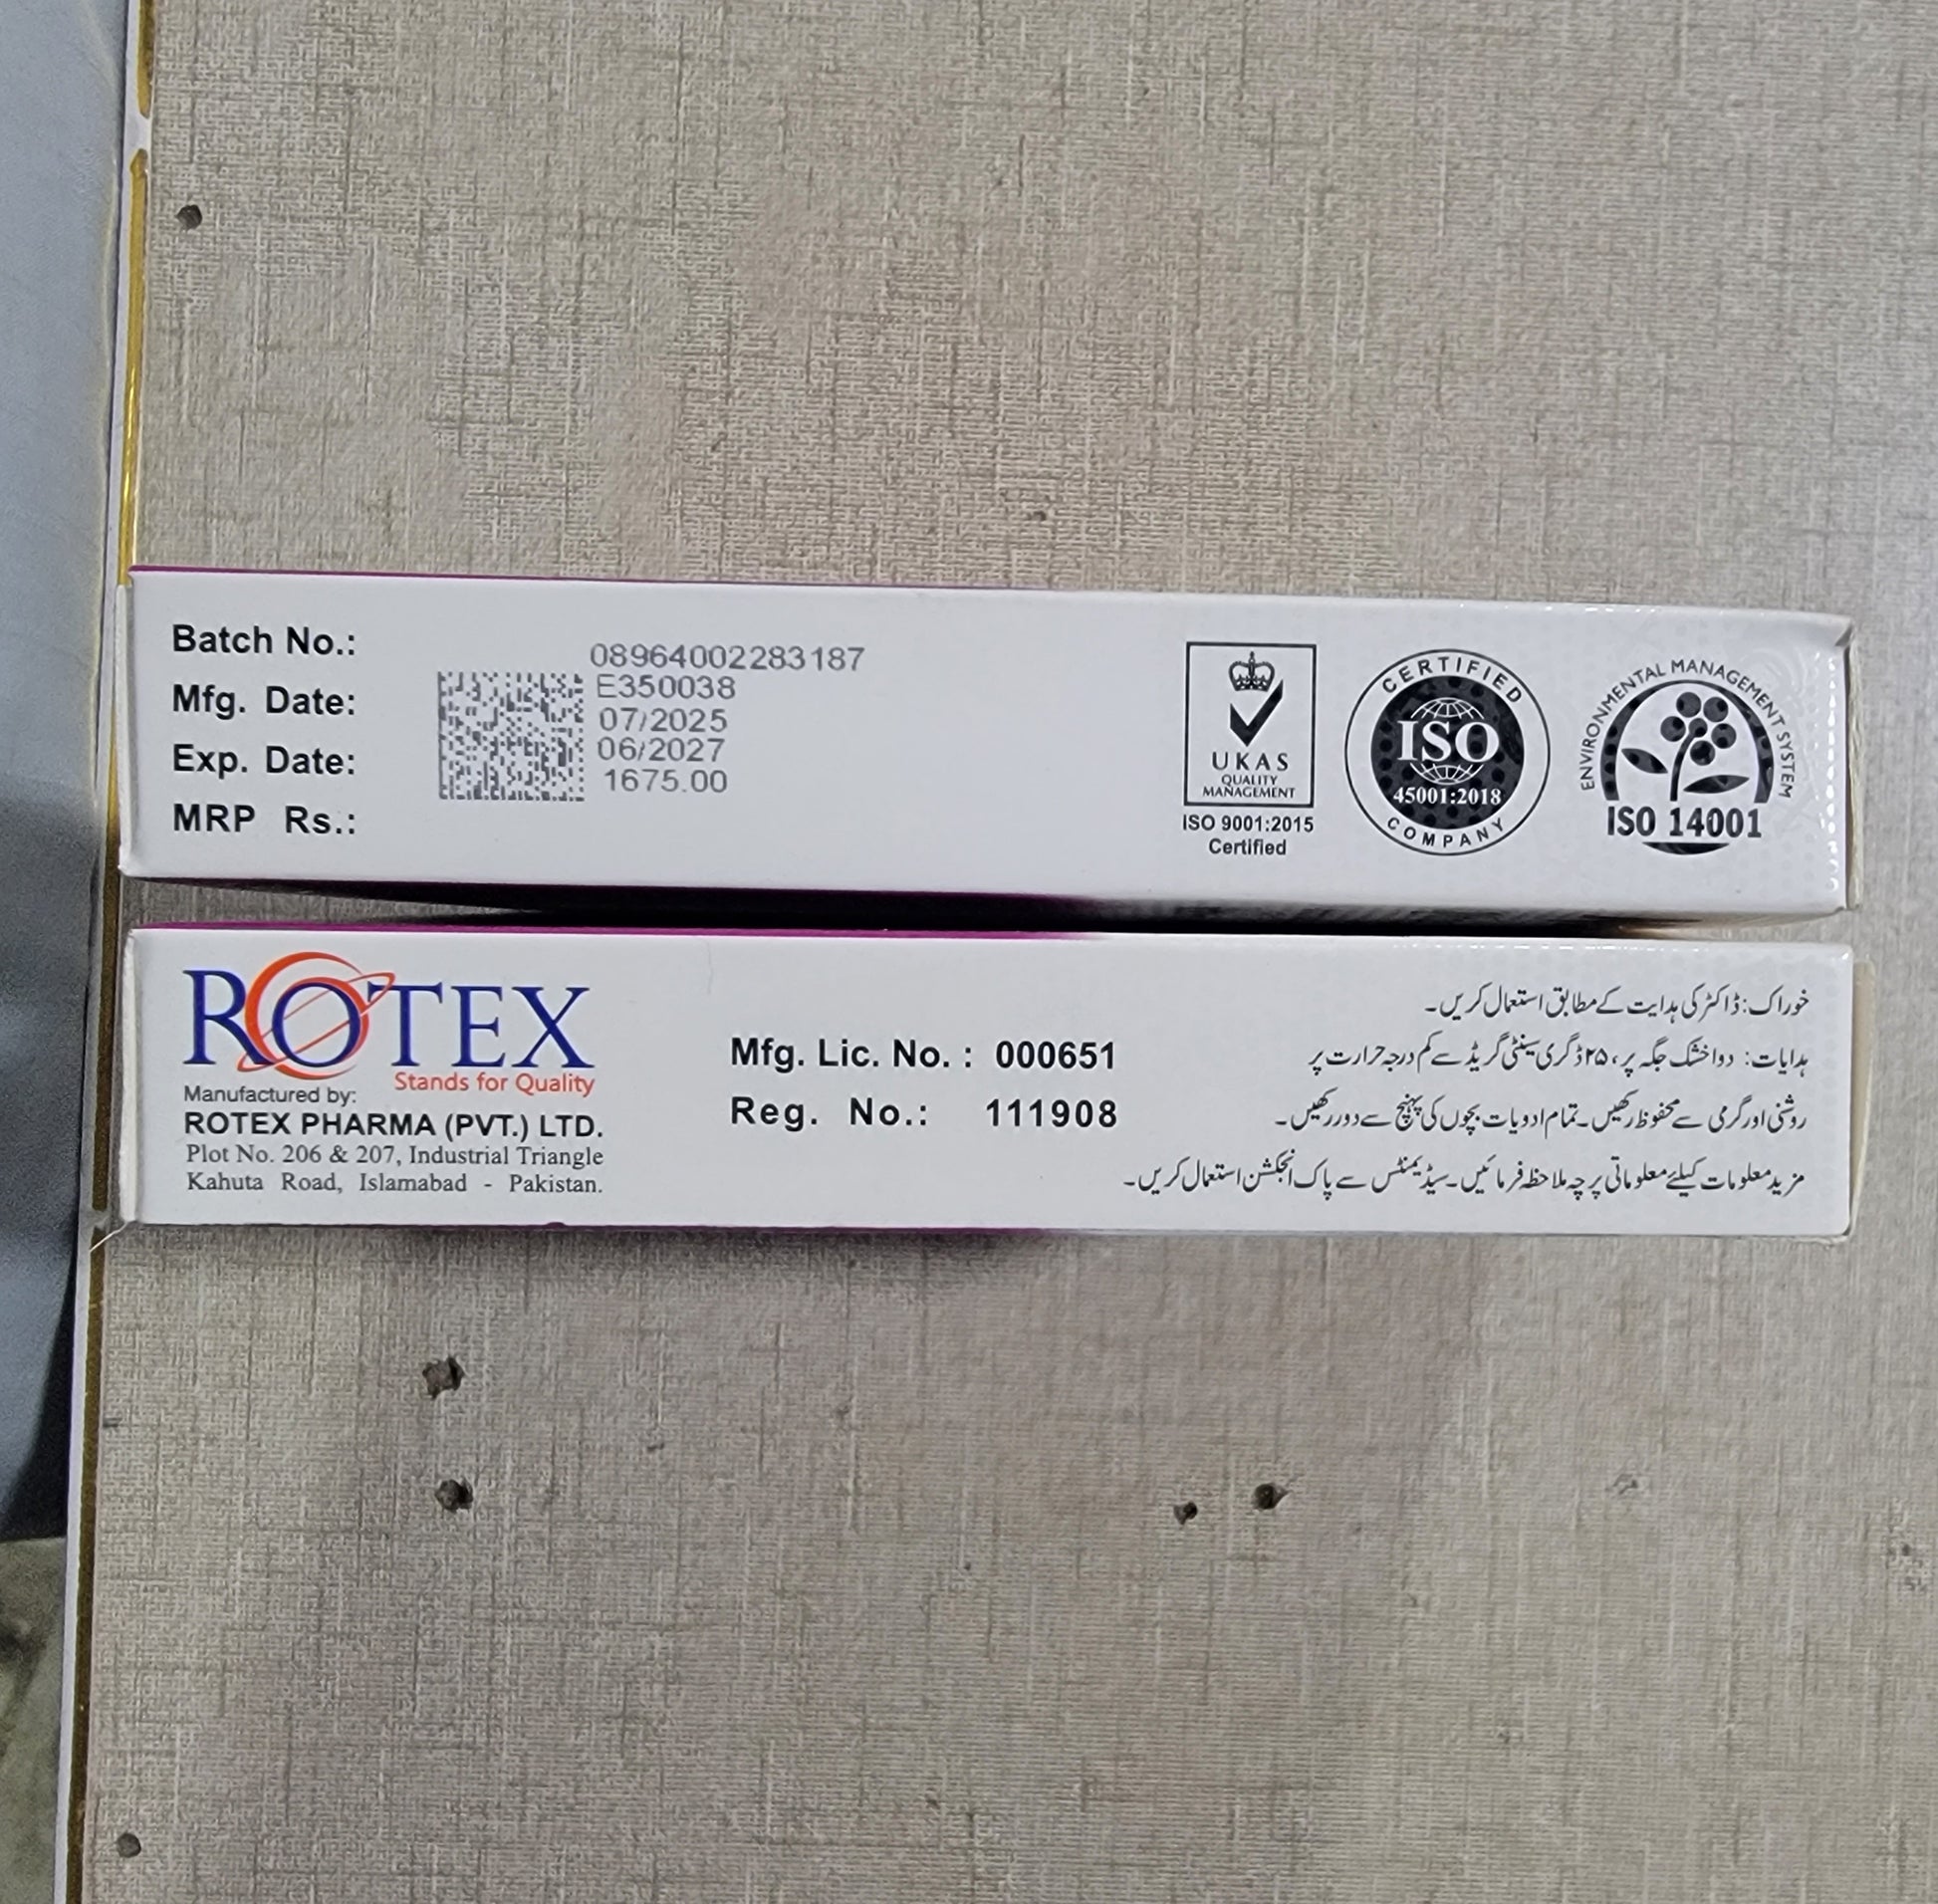 Batch No.:
Mfg. Date:
Exp. Date:
MRP Rs.:
08964002283187
E350038
07/2025
06/2027
1675.00
UKAS
QUALITY
MANAGEMENT
ISO 9001:2015
Certified
CERTIFIED
ISO
45001:2018
COMPANY
ENVIRONMENTAL MANAGEMENT SYSTEM
ISO 14001
ROTEX
Stands for Quality
Manufactured by:
ROTEX PHARMA (PVT.) LTD.
Plot No. 206 & 207, Industrial Triangle
Kahuta Road, Islamabad - Pakistan.
Mfg. Lic. No. : 000651
Reg. No.: 111908
خوراک: ڈاکٹر کی ہدایت کے مطابق استعمال کریں۔
ہدایات: دوا خشک جگہ پر، ۲۵ ڈگری سینٹی گریڈ سے کم درجہ حرارت پر
روشنی اور گرمی سے محفوظ رکھیں۔ تمام ادویات بچوں کی پہنچ سے دور رکھیں۔
مزید معلومات کیلئے معلوماتی پرچہ ملاحظہ فرمائیں۔ سیڈیمنٹس سے پاک انجکشن استعمال کریں۔